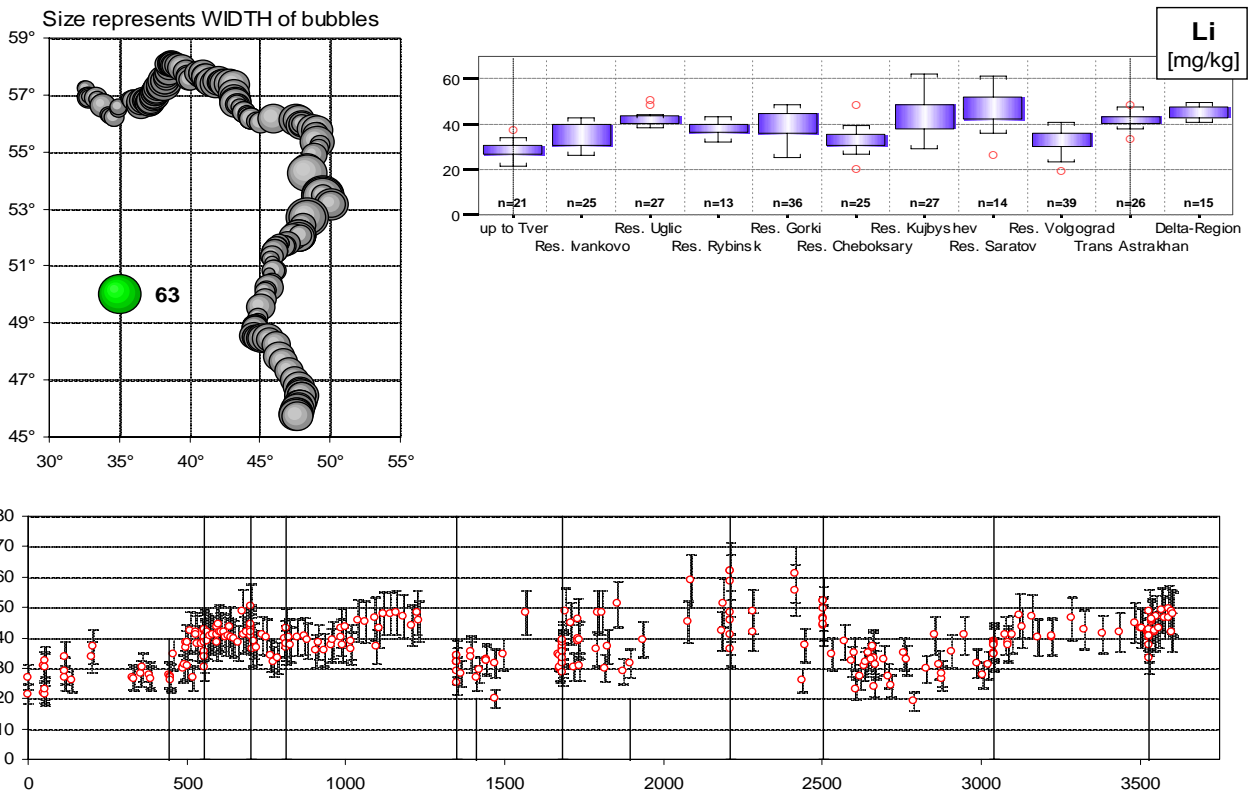 Size represents WIDTH of bubbles
59°
57°
55°
53°
51°
49°
47°
45°
30° 35° 40° 45° 50° 55°
63
Li
[mg/kg]
60
40
20
0
n=21 n=25 n=27 n=13 n=36 n=25 n=27 n=14 n=39 n=26 n=15
up to Tver Res. Uglic Res. Gorki Res. Kujbyshev Res. Volgograd Delta-Region
Res. Ivankovo Res. Rybinsk Res. Cheboksary Res. Saratov Trans Astrakhan
80
70
60
50
40
30
20
10
0
0 500 1000 1500 2000 2500 3000 3500